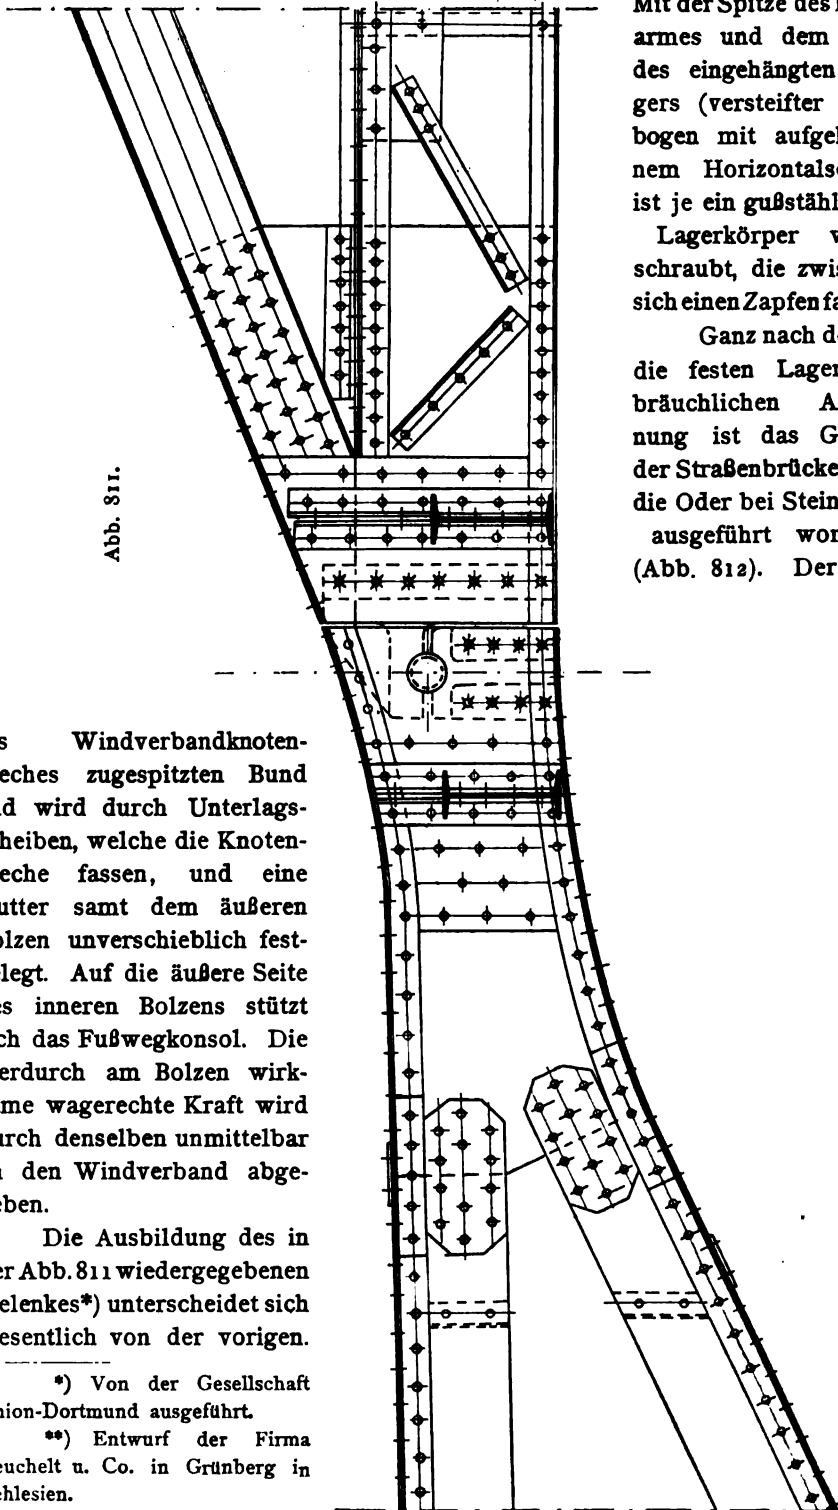 Abb. 811.
s Windverbandknoten-
eches zugespitzten Bund
d wird durch Unterlags-
heiben, welche die Knoten-
eche fassen, und eine
utter samt dem äußeren
olzen unverschieblich fest-
legt. Auf die äußere Seite
es inneren Bolzens stützt
ch das Fußwegkonsol. Die
erdurch am Bolzen wirk-
me wagerechte Kraft wird
urch denselben unmittelbar
den Windverband abge-
eben.
Die Ausbildung des in
er Abb. 811 wiedergegebenen
elenkes*) unterscheidet sich
esentlich von der vorigen.
*) Von der Gesellschaft
nion-Dortmund ausgeführt.
**) Entwurf der Firma
euchelt u. Co. in Grünberg in
chlesien.
Mit der Spitze des
armes und dem
des eingehängten
gers (versteifter
bogen mit aufgel
nem Horizontals
ist je ein gußstähl
Lagerkörper v
schraubt, die zwis
sich einen Zapfen fa
Ganz nach d
die festen Lager
bräuchlichen A
nung ist das G
der Straßenbrücke
die Oder bei Stein
ausgeführt wor
(Abb. 812). Der